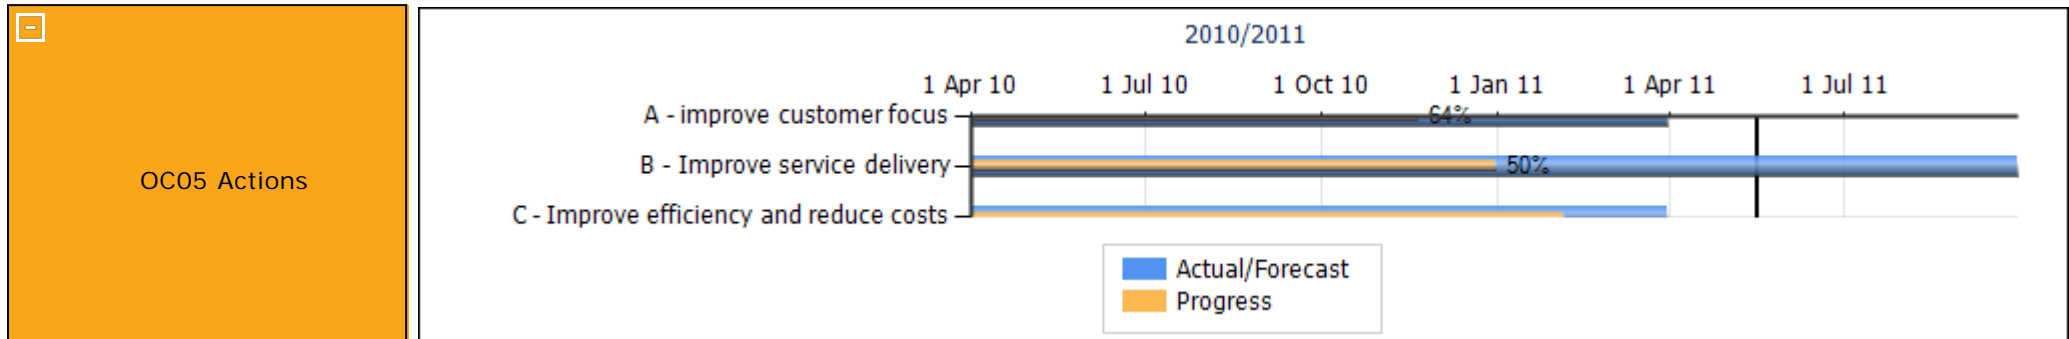 OC05 Actions
2010/2011
1 Apr 10 1 Jul 10 1 Oct 10 1 Jan 11 1 Apr 11 1 Jul 11
A - improve customer focus 64%
B - Improve service delivery 50%
C - Improve efficiency and reduce costs
Actual/Forecast
Progress